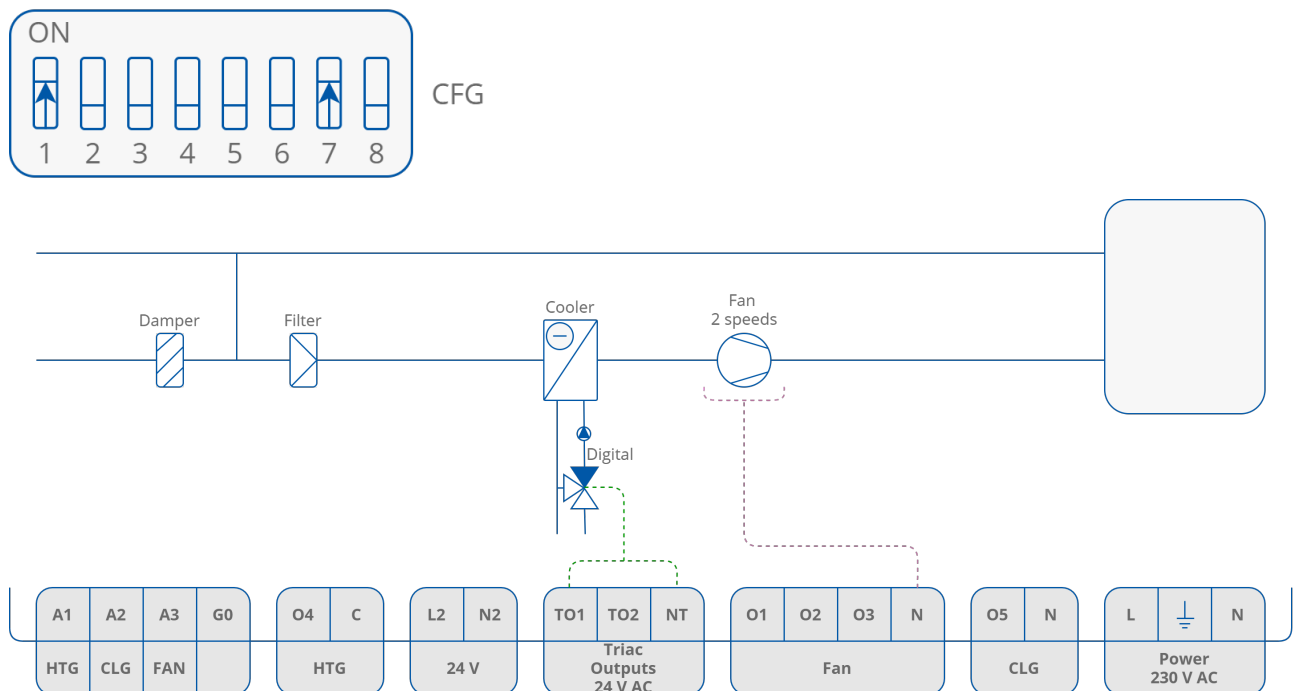 ON
CFG
1 2 3 4 5 6 7 8
Damper
Filter
Cooler
Fan
2 speeds
Digital
A1 A2 A3 G0
O4 C
L2 N2
TO1 TO2 NT
O1 O2 O3 N
O5 N
L N
HTG CLG FAN
HTG
24 V
Triac
Outputs
24 V AC
Fan
CLG
Power
230 V AC